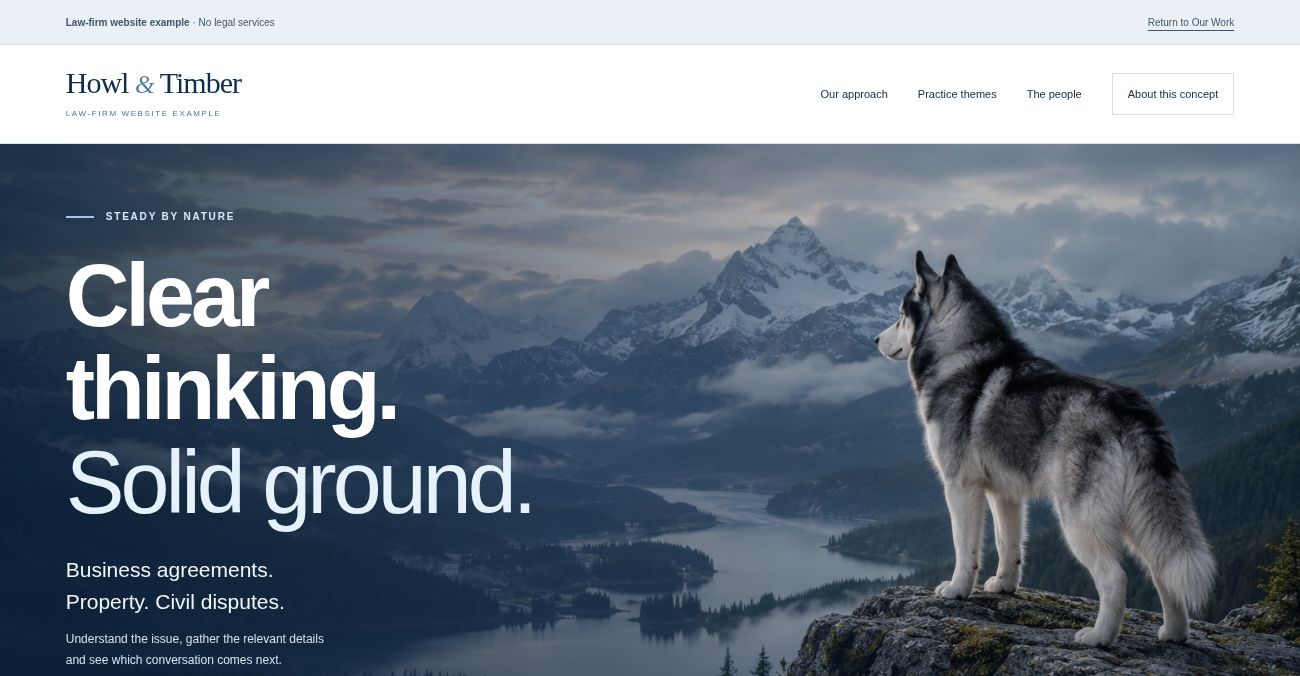 Law-firm website example · No legal services
Return to Our Work
Howl & Timber
LAW-FIRM WEBSITE EXAMPLE
Our approach
Practice themes
The people
About this concept
STEADY BY NATURE
Clear
thinking.
Solid ground.
Business agreements.
Property. Civil disputes.
Understand the issue, gather the relevant details
and see which conversation comes next.